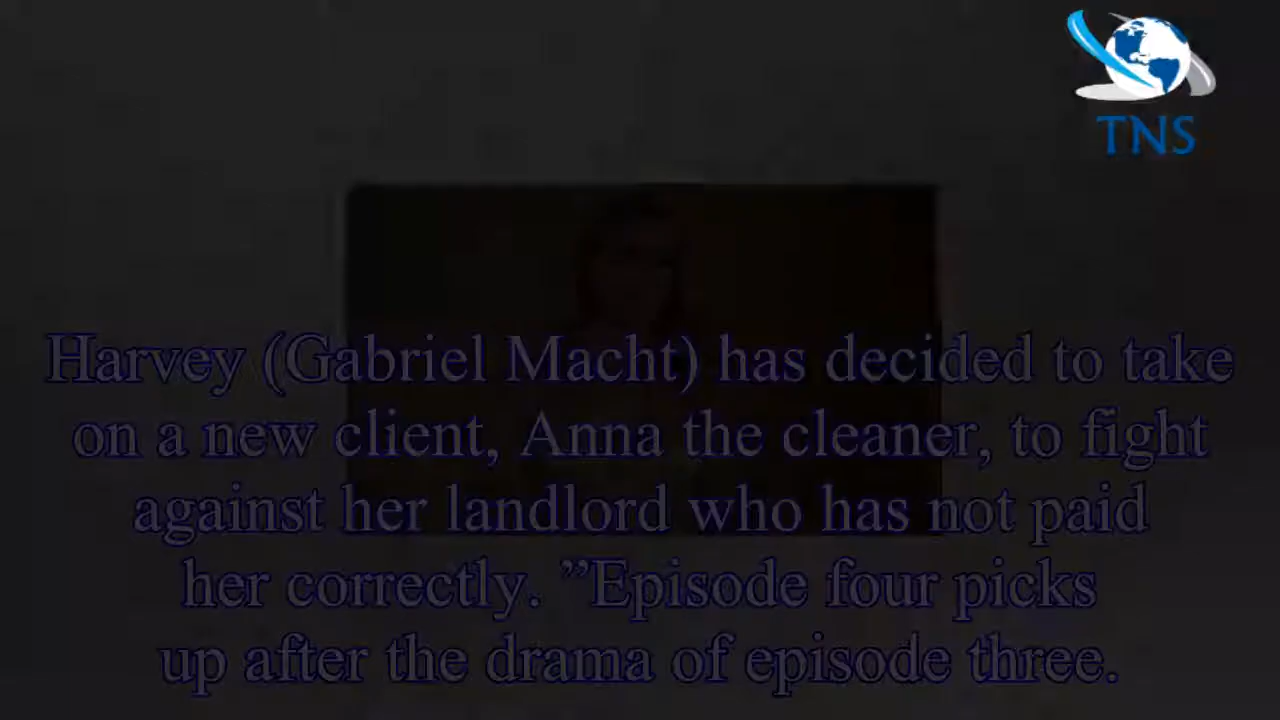 TNS
Harvey (Gabriel Macht) has decided to take
on a new client, Anna the cleaner, to fight
against her landlord who has not paid
her correctly. ”Episode four picks
up after the drama of episode three.